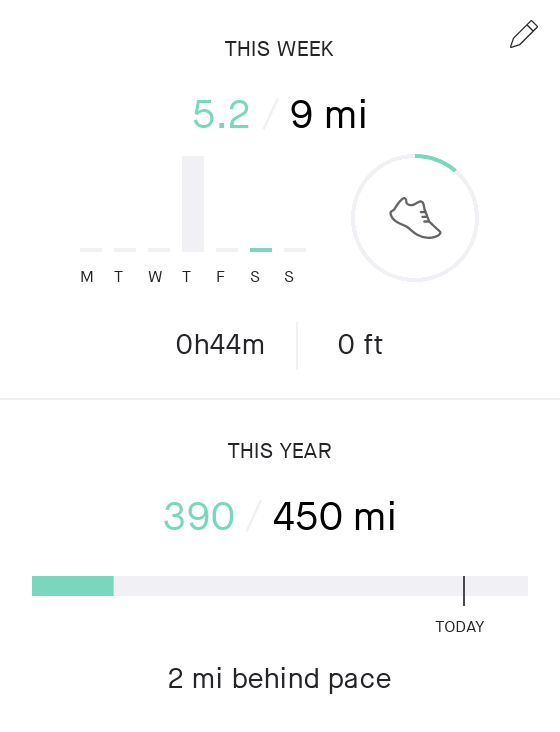 THIS WEEK
5.2 / 9 mi
M T W T F S S
0h44m 0 ft
THIS YEAR
390 / 450 mi
TODAY
2 mi behind pace